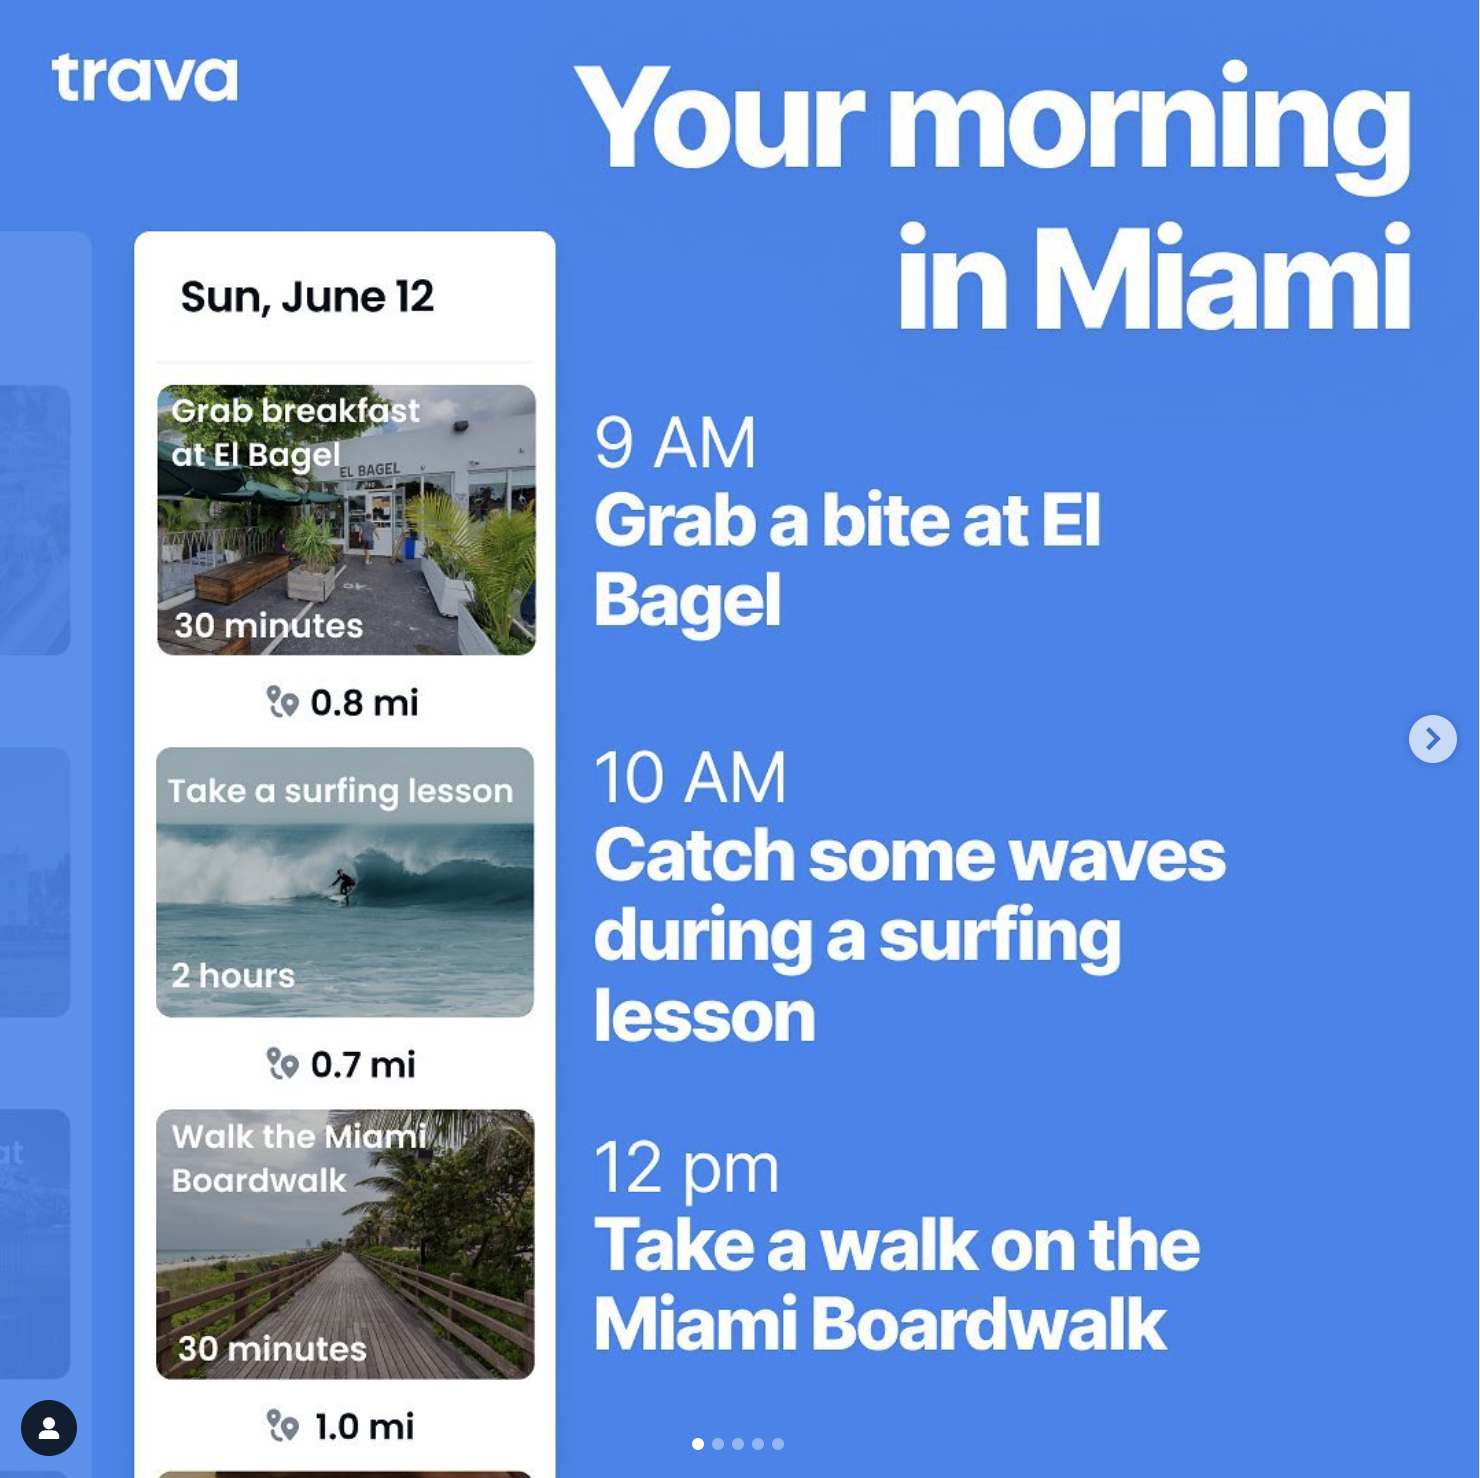 trava
Your morning
in Miami
Sun, June 12
Grab breakfast
at El Bagel
EL BAGEL
30 minutes
0.8 mi
Take a surfing lesson
2 hours
0.7 mi
Walk the Miami
Boardwalk
30 minutes
1.0 mi
9 AM
Grab a bite at El
Bagel
10 AM
Catch some waves
during a surfing
lesson
12 pm
Take a walk on the
Miami Boardwalk
at